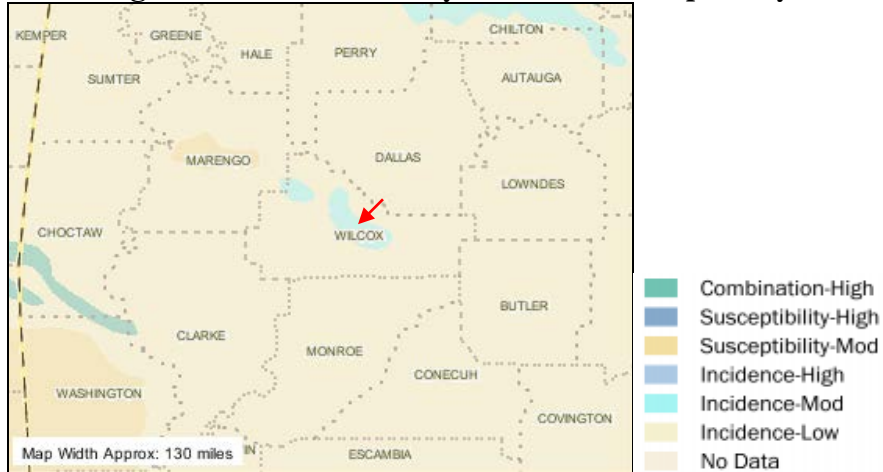 KEMPER
GREENE
HALE
PERRY
CHILTON
SUMTER
AUTAUGA
MARENGO
DALLAS
LOWNDES
CHOCTAW
WILCOX
CLARKE
MONROE
BUTLER
CONECUH
WASHINGTON
COVINGTON
ESCAMBIA
Map Width Approx: 130 miles
Combination-High
Susceptibility-High
Susceptibility-Mod
Incidence-High
Incidence-Mod
Incidence-Low
No Data